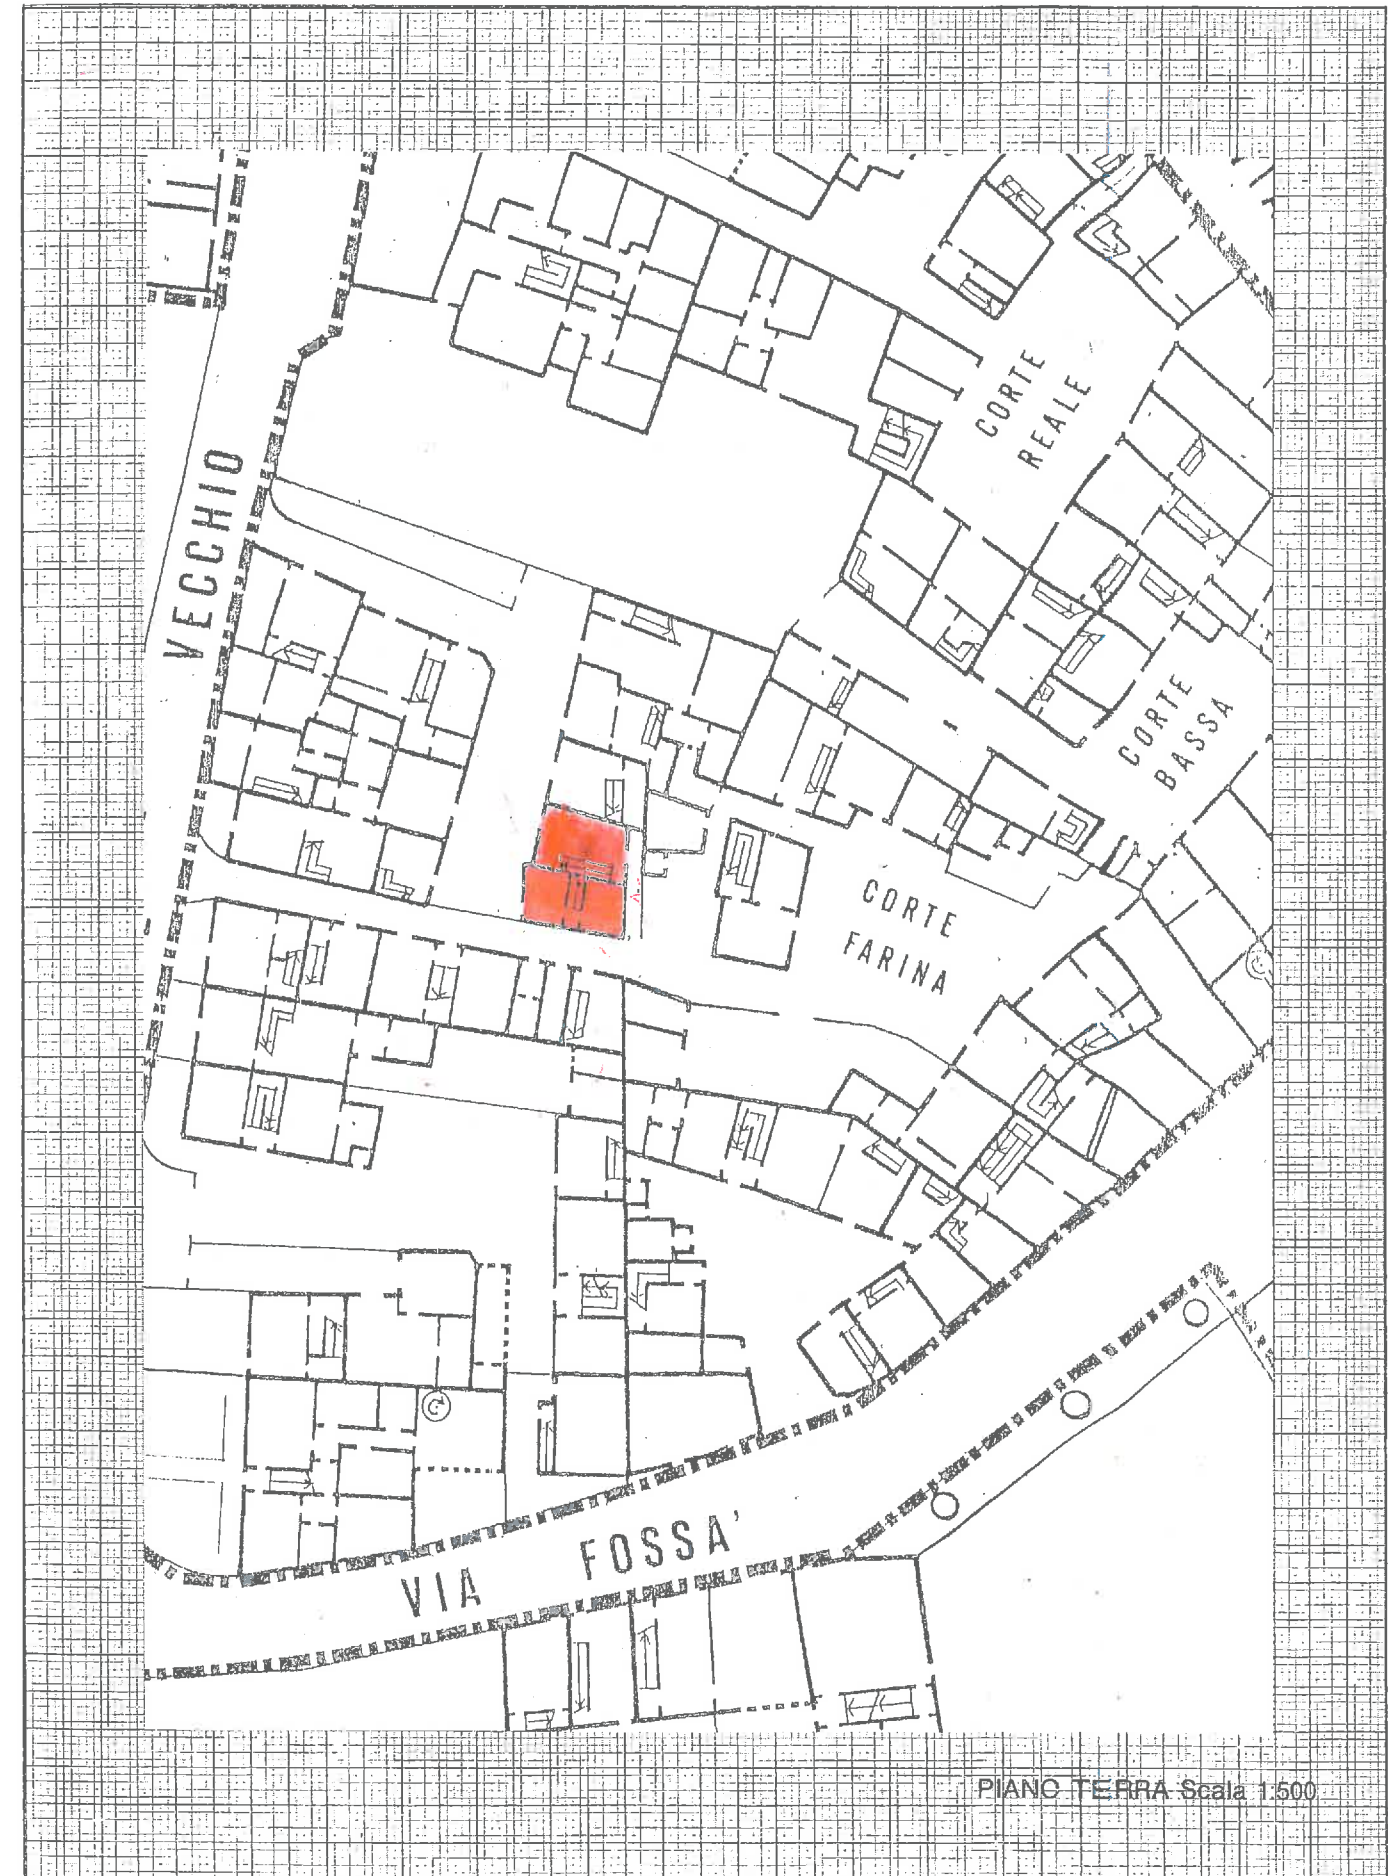 CORTE
REALE
VECCHIO
CORTE
BASSA
CORTE
FARINA
C
C
VIA FOSSA'
PIANO TERRA Scala 1:500